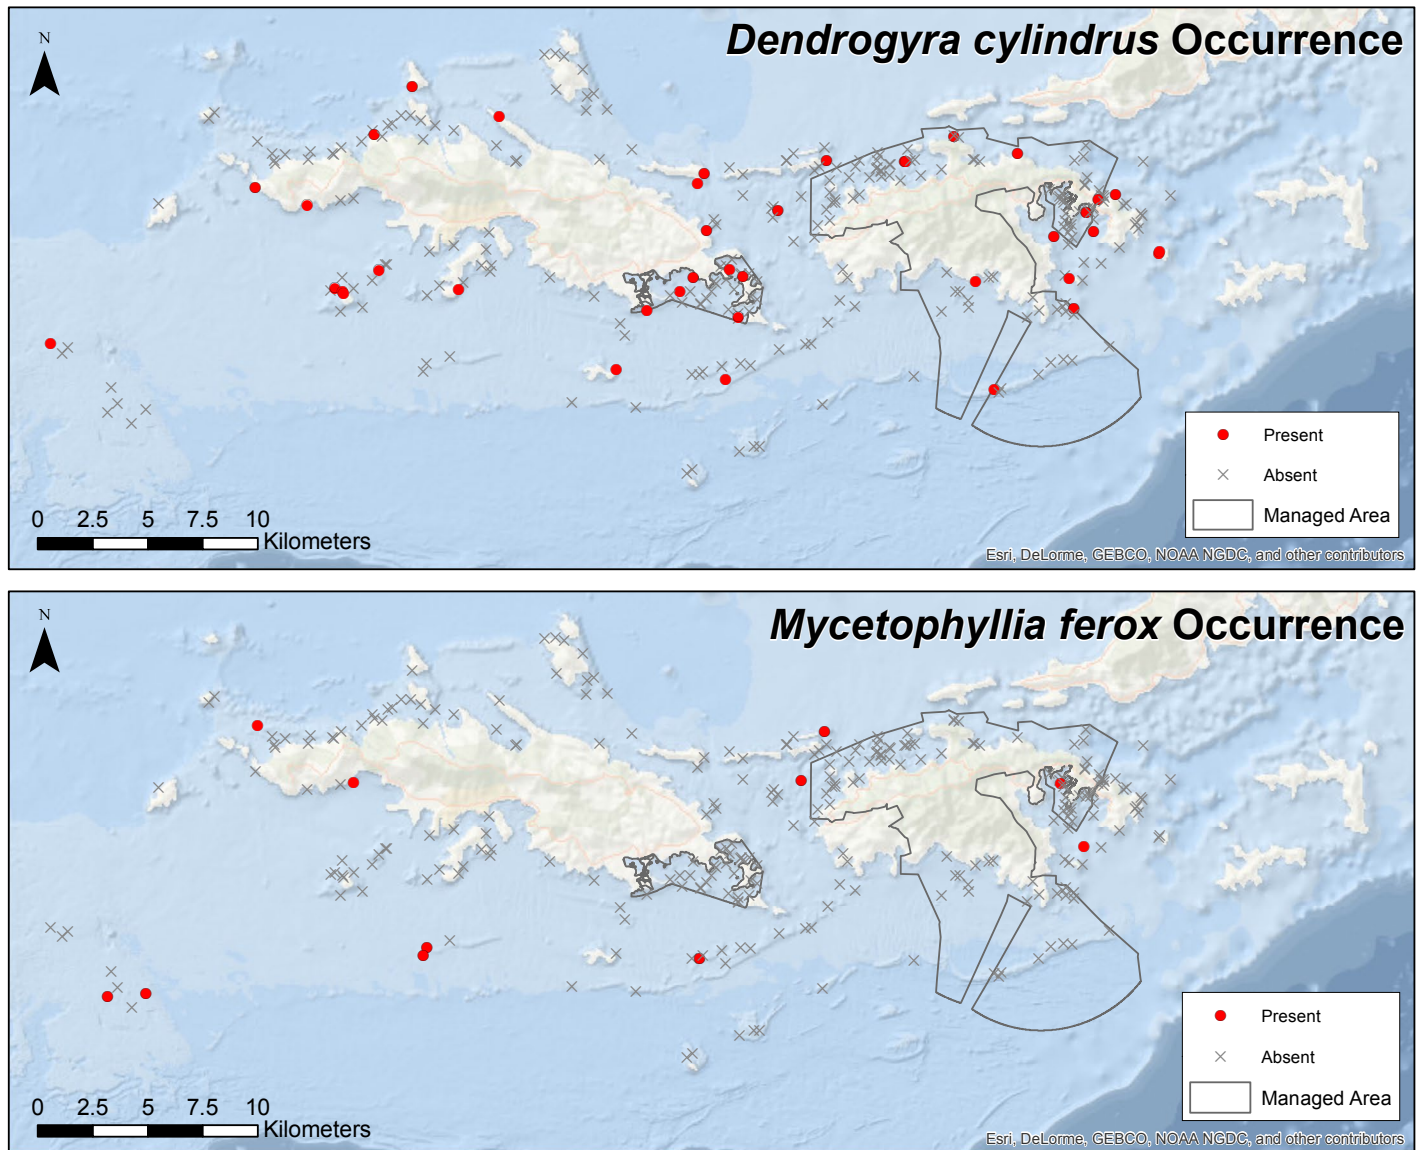 Dendrogyra cylindrus Occurrence
N
Present
Absent
Managed Area
0 2.5 5 7.5 10
Kilometers
Esri, DeLorme, GEBCO, NOAA NGDC, and other contributors
Mycetophyllia ferox Occurrence
N
Present
Absent
Managed Area
0 2.5 5 7.5 10
Kilometers
Esri, DeLorme, GEBCO, NOAA NGDC, and other contributors